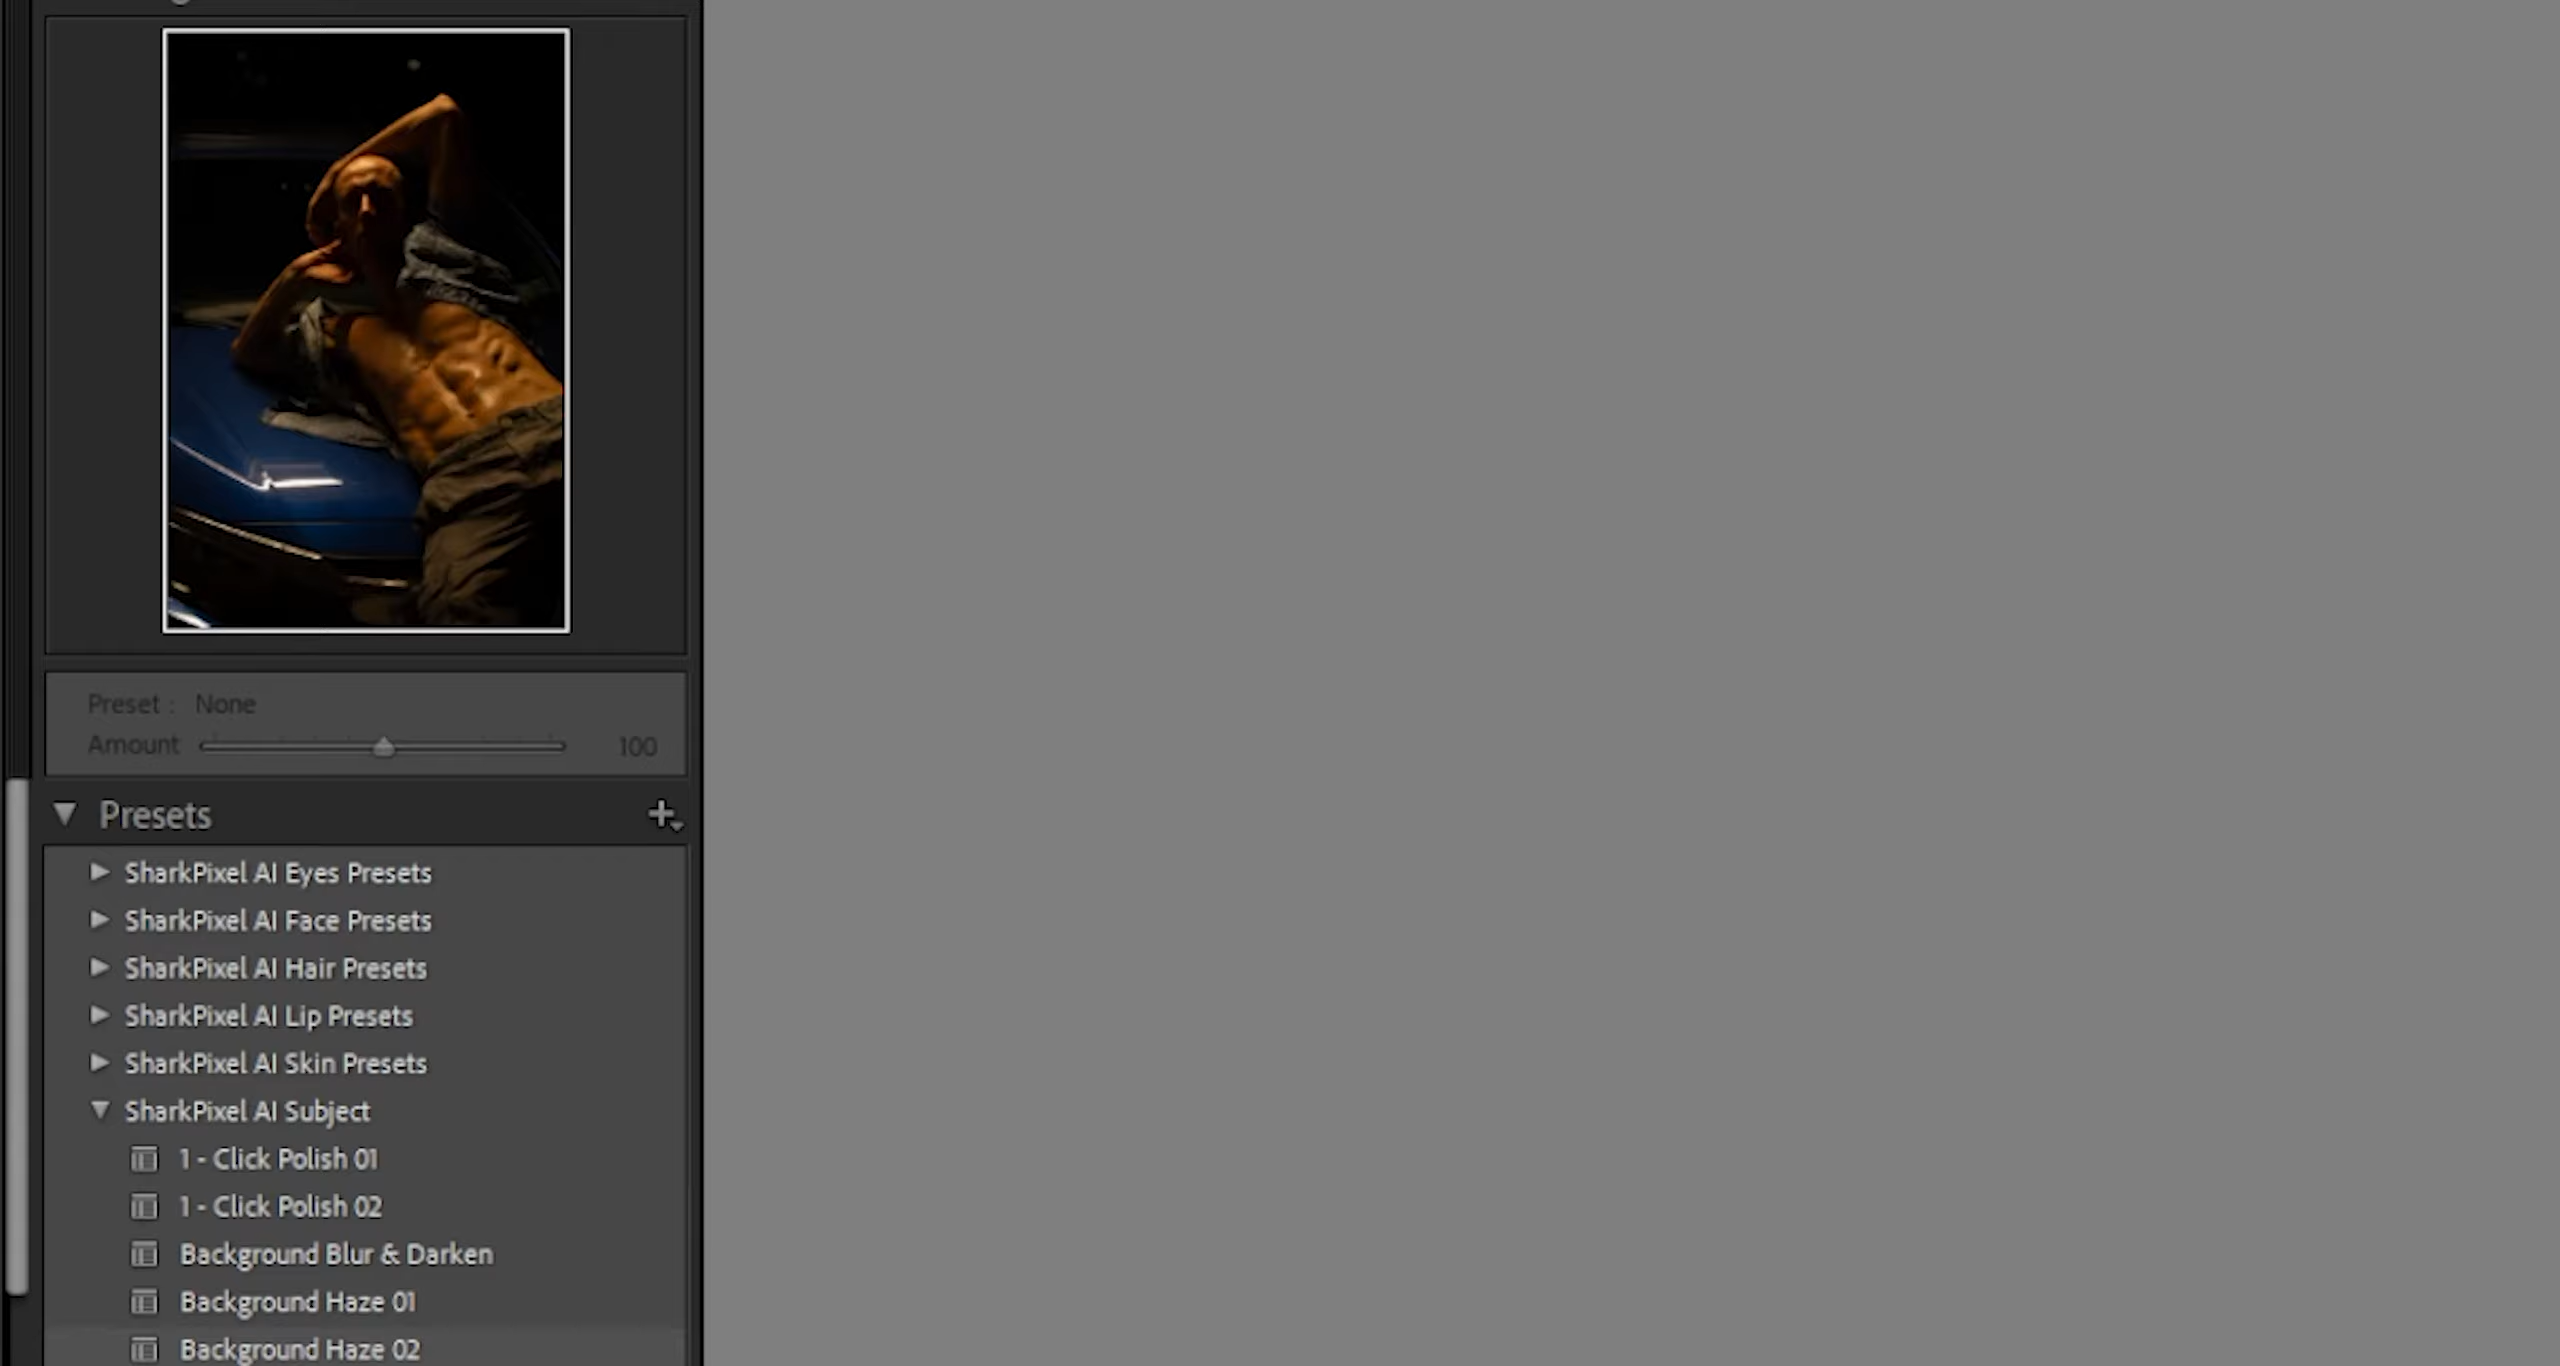 Preset : None
Amount 100
Presets
SharkPixel AI Eyes Presets
SharkPixel AI Face Presets
SharkPixel AI Hair Presets
SharkPixel AI Lip Presets
SharkPixel AI Skin Presets
SharkPixel AI Subject
1 - Click Polish 01
1 - Click Polish 02
Background Blur & Darken
Background Haze 01
Background Haze 02